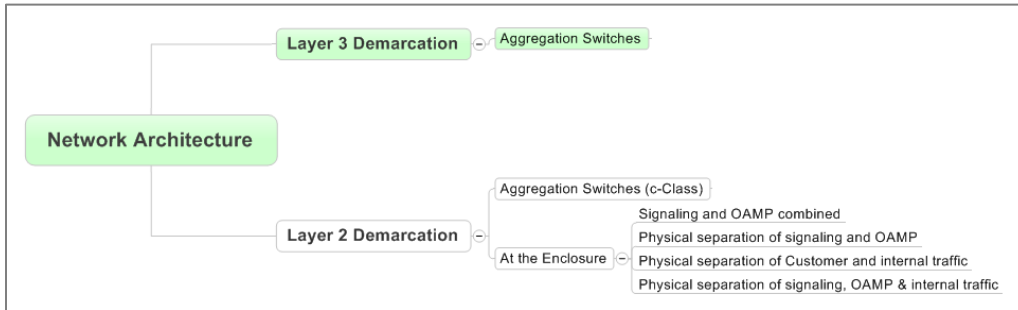 Layer 3 Demarcation
Aggregation Switches
Network Architecture
Aggregation Switches (c-Class)
Layer 2 Demarcation
Signaling and OAMP combined
Physical separation of signaling and OAMP
At the Enclosure
Physical separation of Customer and internal traffic
Physical separation of signaling, OAMP & internal traffic